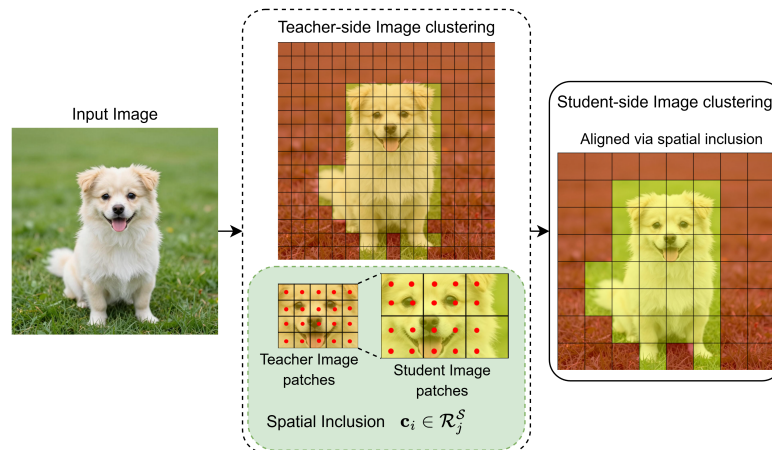 Input Image
Teacher-side Image clustering
Teacher Image
patches
Student Image
patches
Spatial Inclusion c_i ∈ R_j^S
Student-side Image clustering
Aligned via spatial inclusion